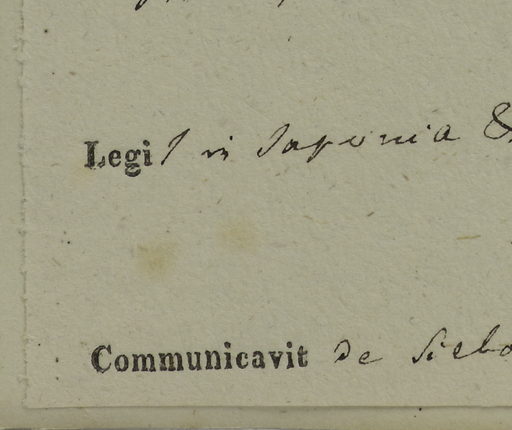 Legit in Japonia &
Communicavit de Siebo